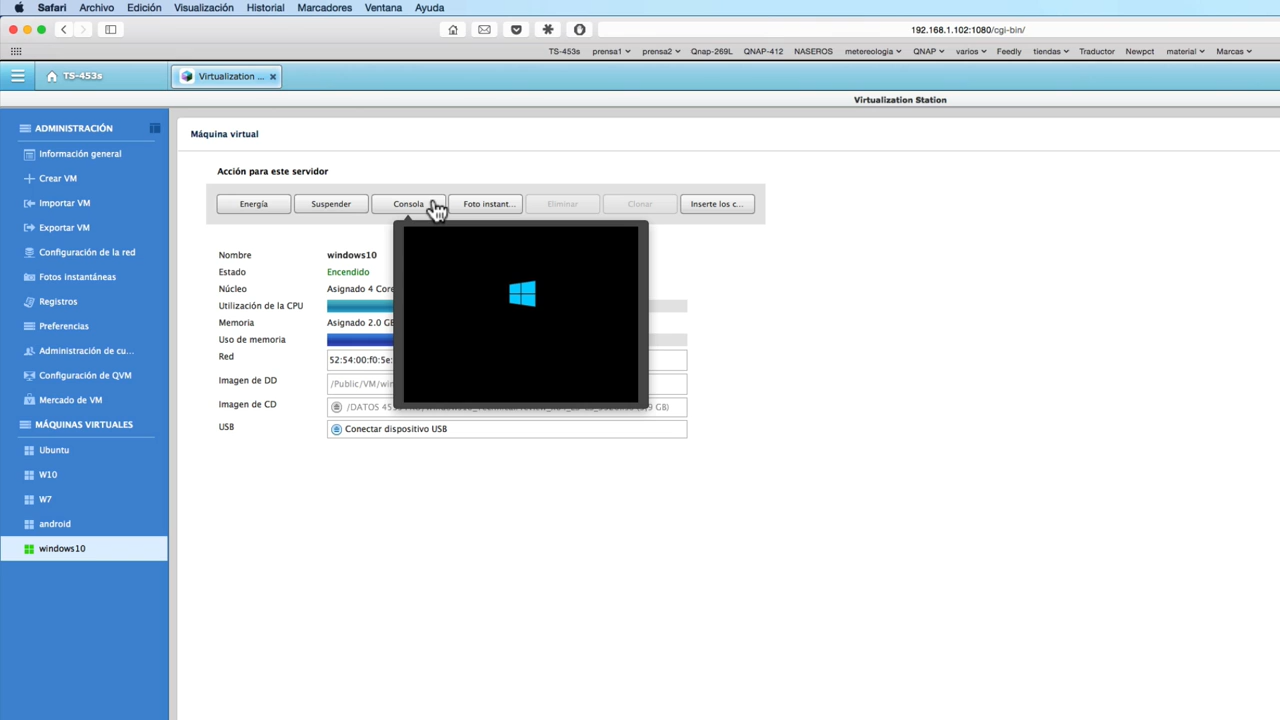 Safari Archivo Edición Visualización Historial Marcadores Ventana Ayuda
192.168.1.102:1080/cgi-bin/
TS-453s prensa1 prensa2 Qnap-269L QNAP-412 NASEROS metereologia QNAP varios Feedly tiendas Traductor Newpct material Marcas
TS-453s Virtualization ...
Virtualization Station
ADMINISTRACIÓN
Información general
Crear VM
Importar VM
Exportar VM
Configuración de la red
Fotos instantáneas
Registros
Preferencias
Administración de cu...
Configuración de QVM
Mercado de VM
MÁQUINAS VIRTUALES
Ubuntu
W10
W7
android
windows10
Máquina virtual
Acción para este servidor
Energía Suspender Consola Foto instant... Eliminar Clonar Inserte los c...
Nombre windows10
Estado Encendido
Núcleo Asignado 4 Core
Utilización de la CPU
Memoria Asignado 2.0 GB
Uso de memoria
Red 52:54:00:f0:5e:
Imagen de DD /Public/VM/win
Imagen de CD
USB Conectar dispositivo USB